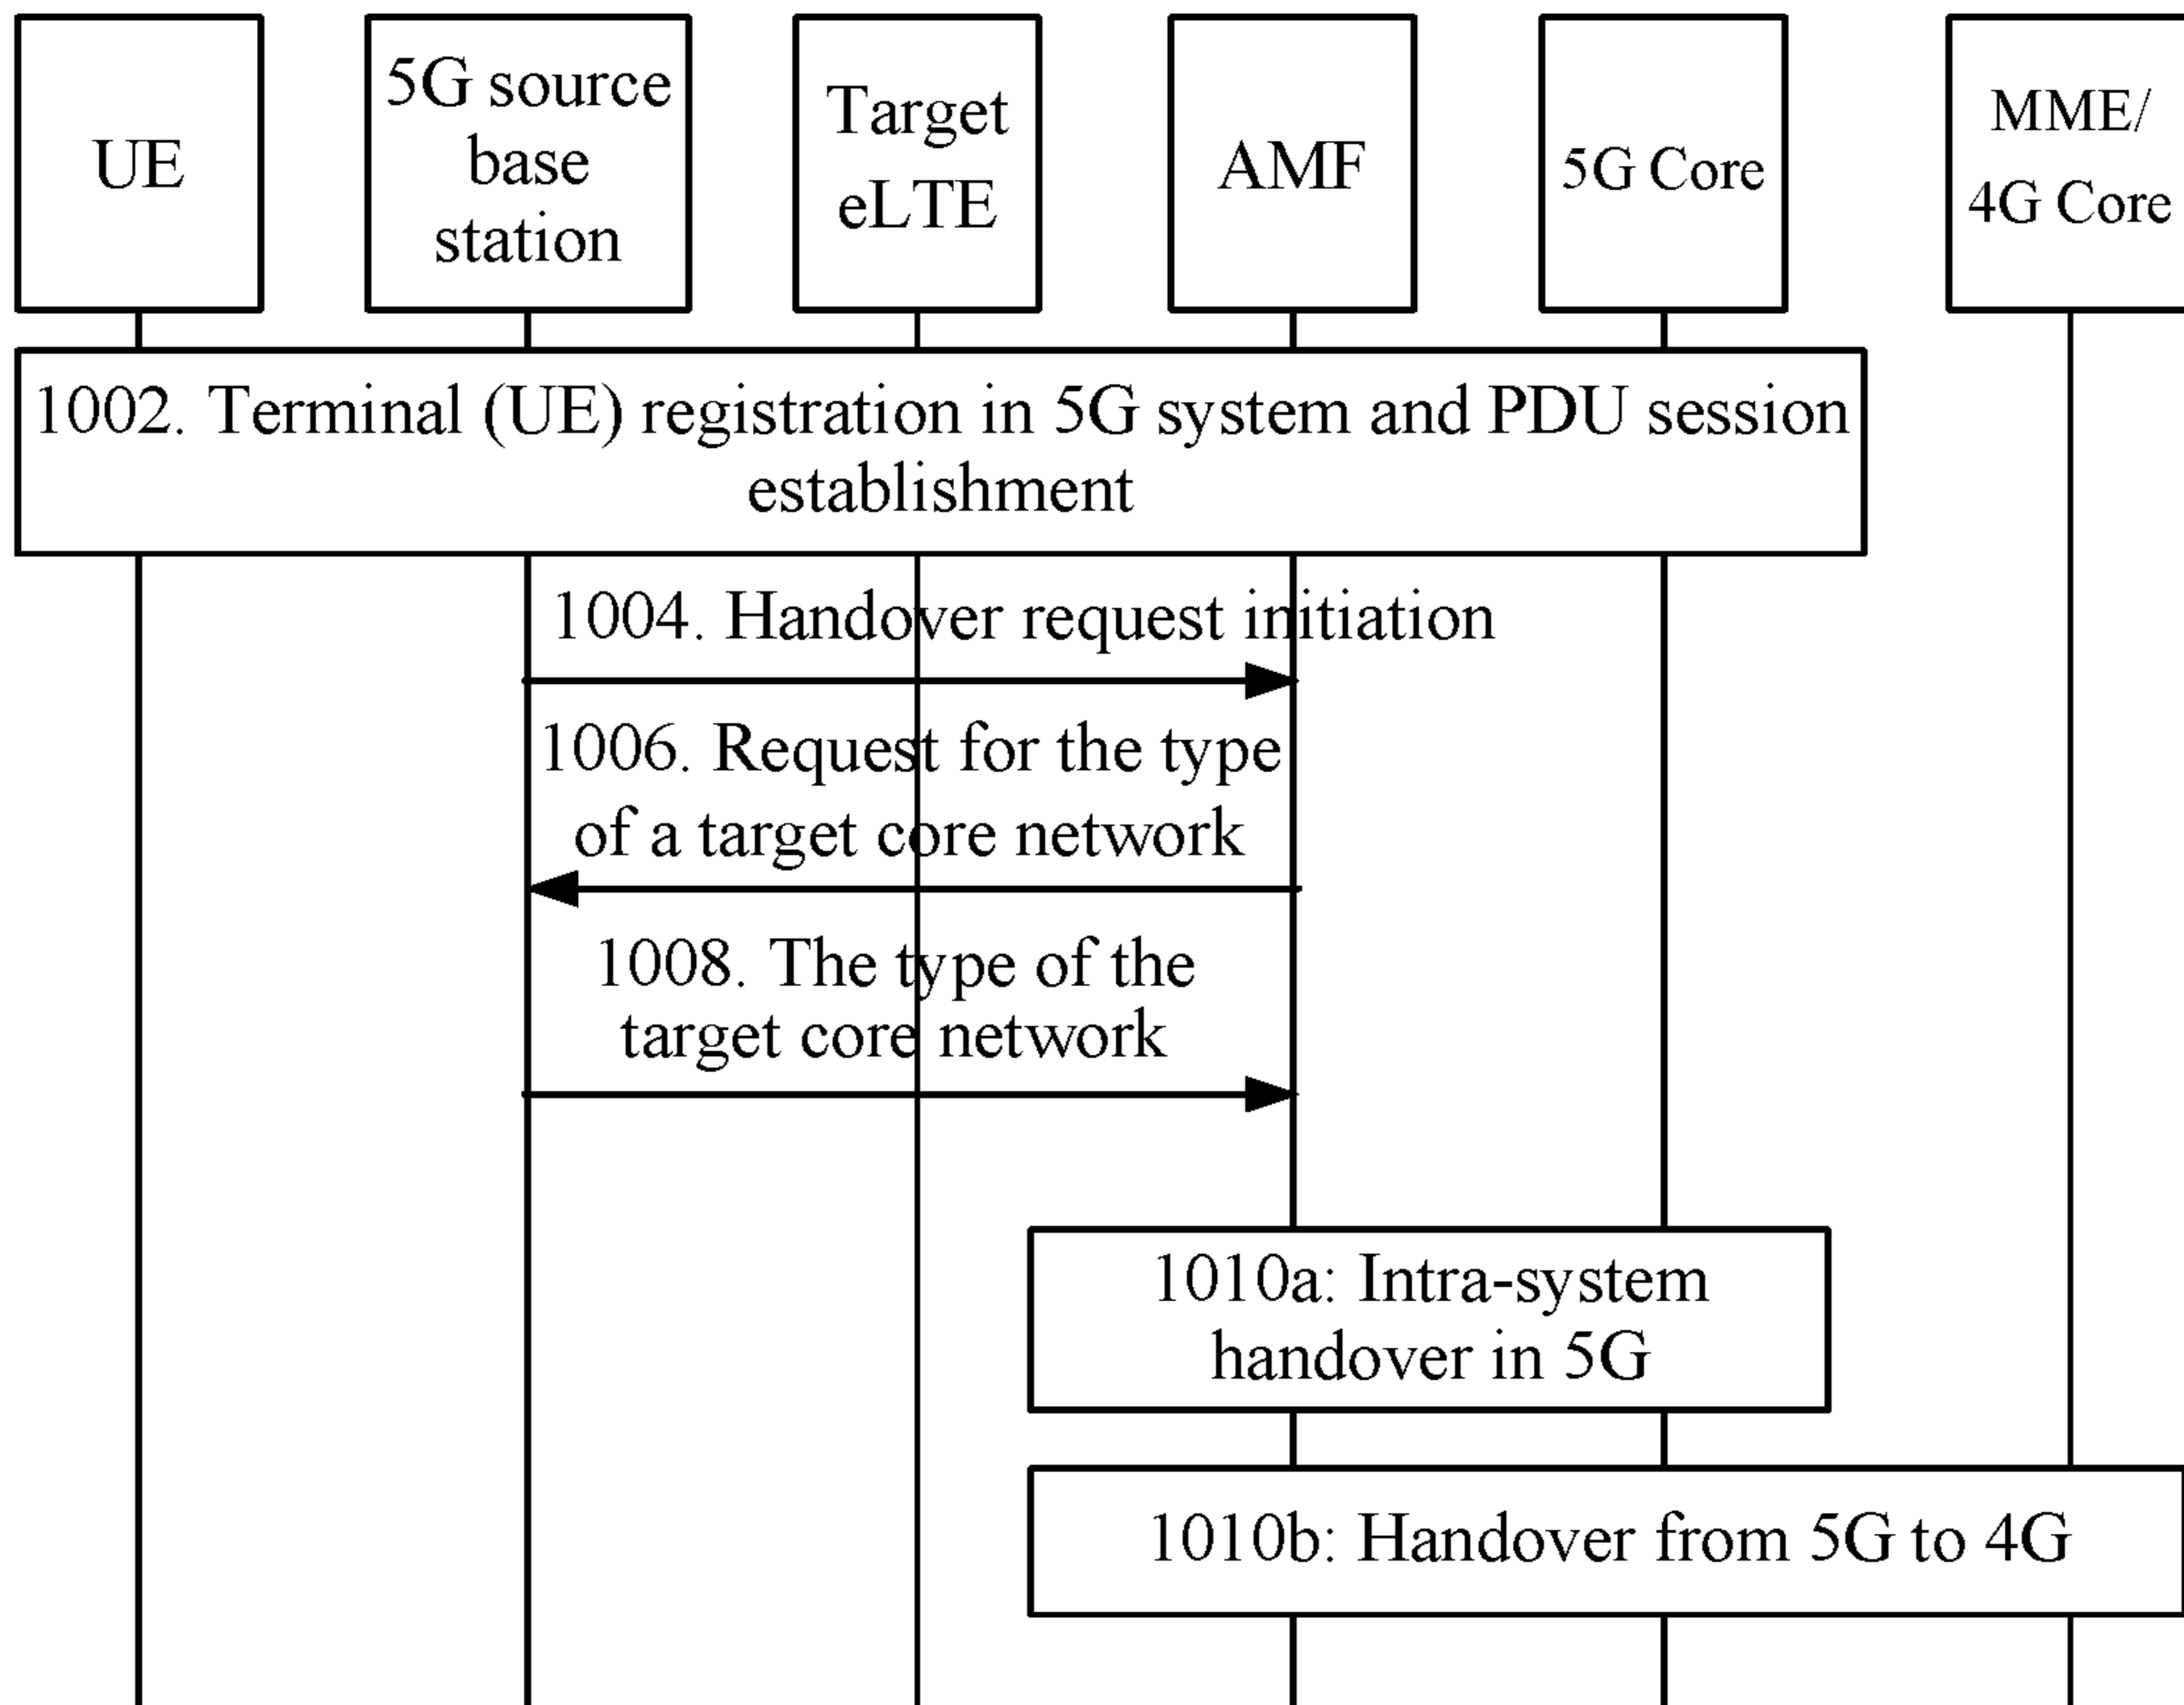 UE
5G source
base
station
Target
eLTE
AMF
5G Core
MME/
4G Core
1002. Terminal (UE) registration in 5G system and PDU session
establishment
1004. Handover request initiation
1006. Request for the type
of a target core network
1008. The type of the
target core network
1010a: Intra-system
handover in 5G
1010b: Handover from 5G to 4G